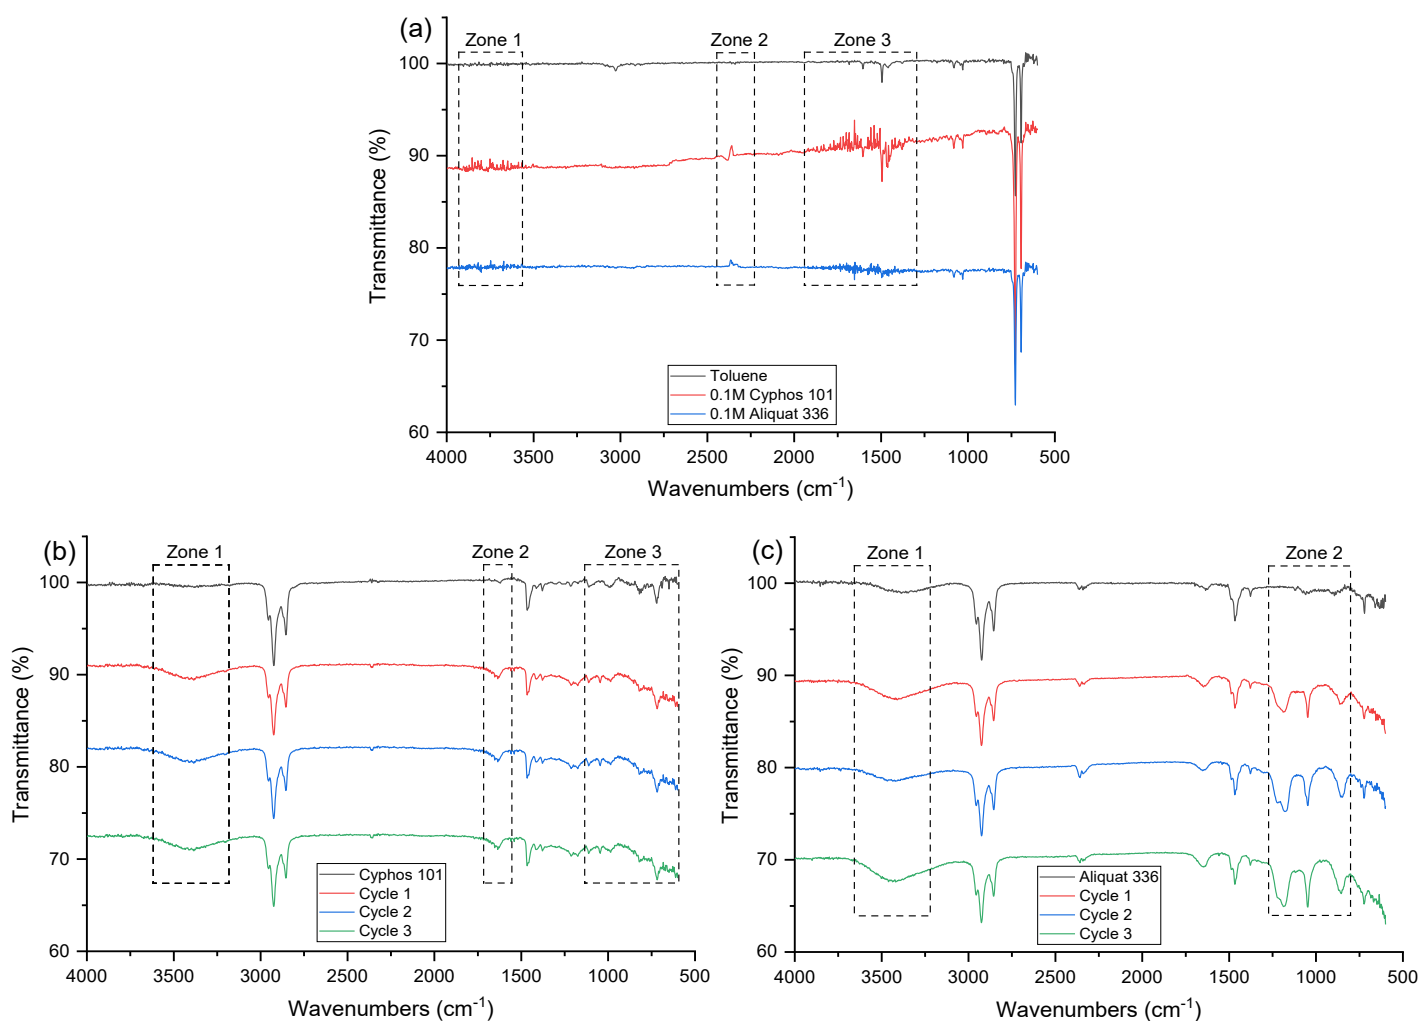 (a)
Zone 1
Zone 2
Zone 3
100
90
80
70
60
Transmittance (%)
Toluene
0.1M Cyphos 101
0.1M Aliquat 336
4000 3500 3000 2500 2000 1500 1000 500
Wavenumbers (cm-1)
(b)
Zone 1
Zone 2
Zone 3
100
90
80
70
60
Transmittance (%)
Cyphos 101
Cycle 1
Cycle 2
Cycle 3
4000 3500 3000 2500 2000 1500 1000 500
Wavenumbers (cm-1)
(c)
Zone 1
Zone 2
100
90
80
70
60
Transmittance (%)
Aliquat 336
Cycle 1
Cycle 2
Cycle 3
4000 3500 3000 2500 2000 1500 1000 500
Wavenumbers (cm-1)